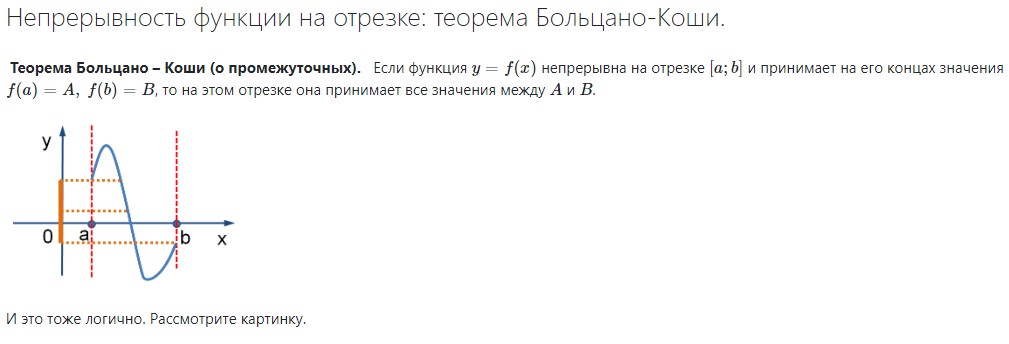 Непрерывность функции на отрезке: теорема Больцано-Коши.
Теорема Больцано – Коши (о промежуточных). Если функция y = f(x) непрерывна на отрезке [a; b] и принимает на его концах значения
f(a) = A, f(b) = B, то на этом отрезке она принимает все значения между A и B.
y
0 a b x
И это тоже логично. Рассмотрите картинку.